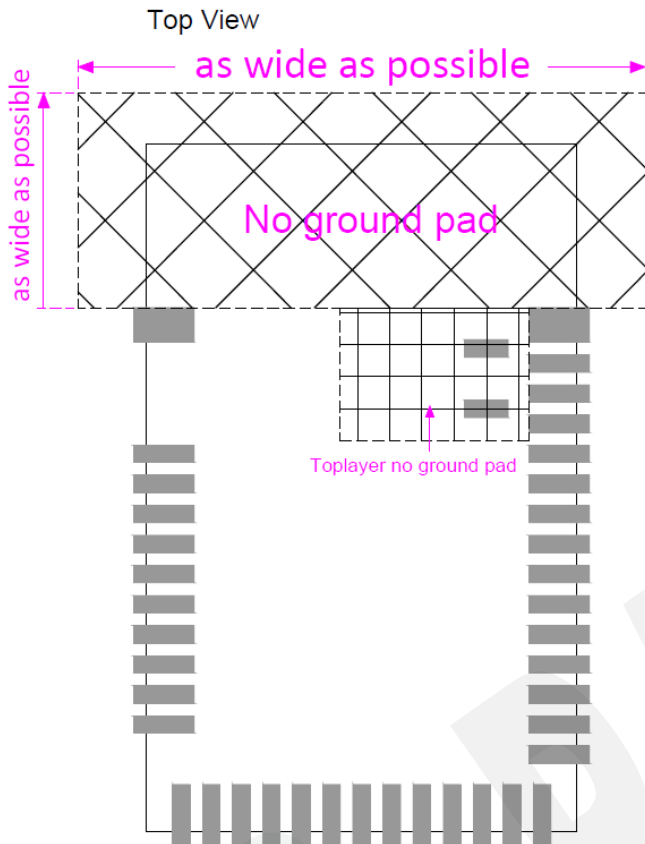 Top View
as wide as possible
as wide as possible
No ground pad
Toplayer no ground pad